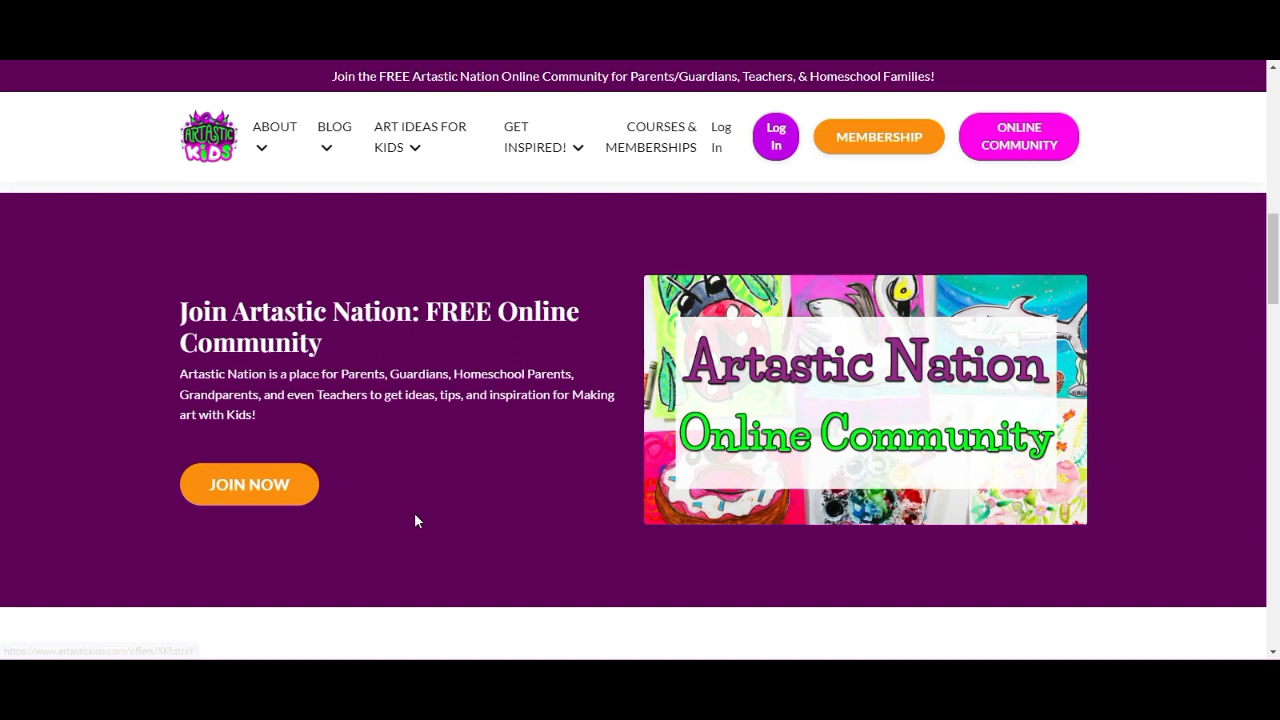 Join the FREE Artastic Nation Online Community for Parents/Guardians, Teachers, & Homeschool Families!
ARTASTIC
KiDS
ABOUT
BLOG
ART IDEAS FOR
KIDS
GET
INSPIRED!
COURSES &
MEMBERSHIPS
Log
In
Log
In
MEMBERSHIP
ONLINE
COMMUNITY
Join Artastic Nation: FREE Online
Community
Artastic Nation is a place for Parents, Guardians, Homeschool Parents,
Grandparents, and even Teachers to get ideas, tips, and inspiration for Making
art with Kids!
JOIN NOW
Artastic Nation
Online Community